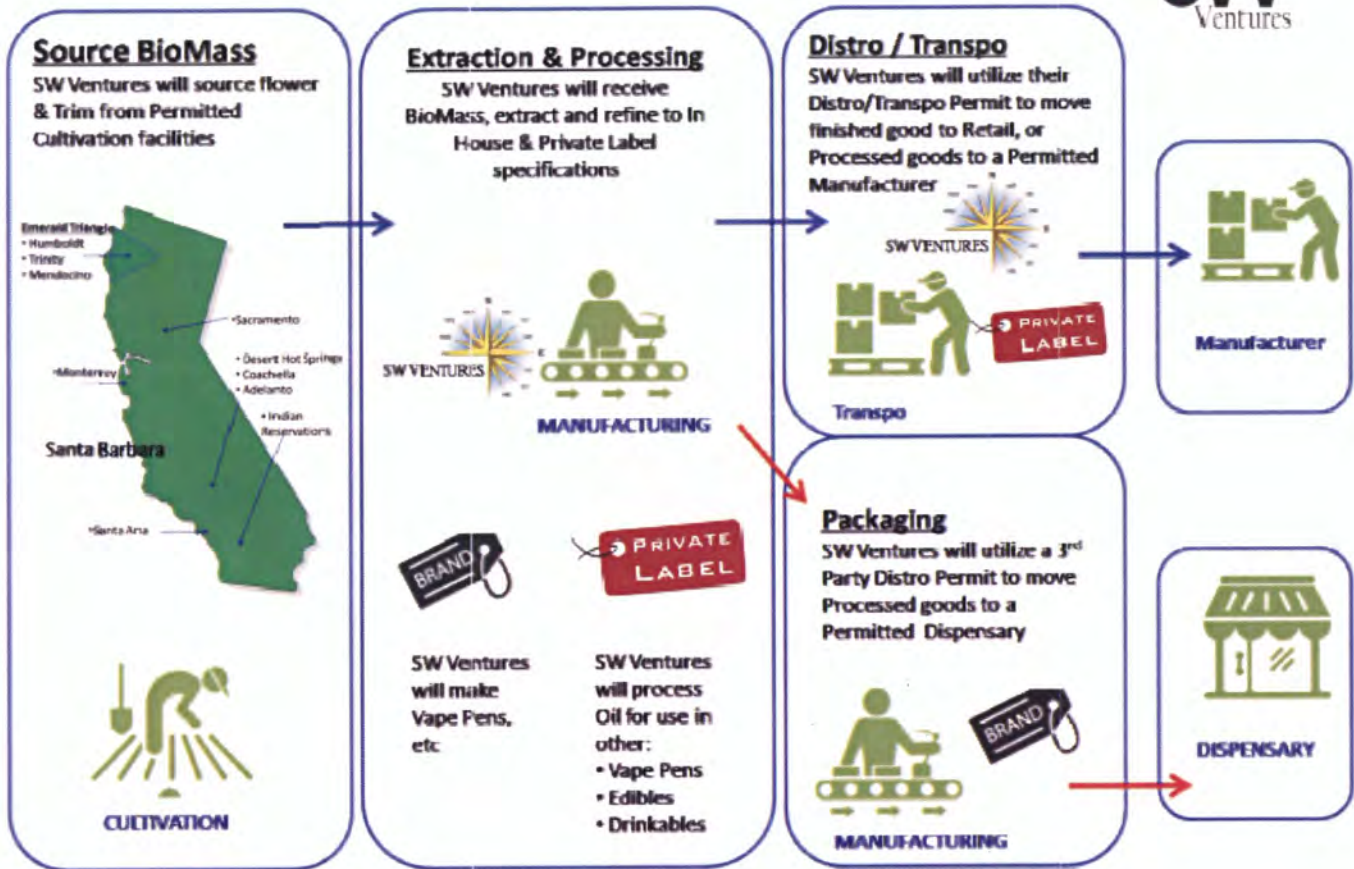 SW
Ventures
Source BioMass
SW Ventures will source flower
& Trim from Permitted
Cultivation facilities
Emerald Triangle
• Humboldt
• Trinity
• Mendocino
•Sacramento
•Monterrey
• Desert Hot Springs
• Coachella
• Adelanto
• Indian
Reservations
Santa Barbara
•Santa Ana
CULTIVATION
Extraction & Processing
SW Ventures will receive
BioMass, extract and refine to In
House & Private Label
specifications
SW VENTURES
MANUFACTURING
BRAND
PRIVATE
LABEL
SW Ventures
will make
Vape Pens,
etc
SW Ventures
will process
Oil for use in
other:
• Vape Pens
• Edibles
• Drinkables
Distro / Transpo
SW Ventures will utilize their
Distro/Transpo Permit to move
finished good to Retail, or
Processed goods to a Permitted
Manufacturer
SW VENTURES
PRIVATE
LABEL
Transpo
Manufacturer
Packaging
SW Ventures will utilize a 3rd
Party Distro Permit to move
Processed goods to a
Permitted Dispensary
BRAND
MANUFACTURING
DISPENSARY